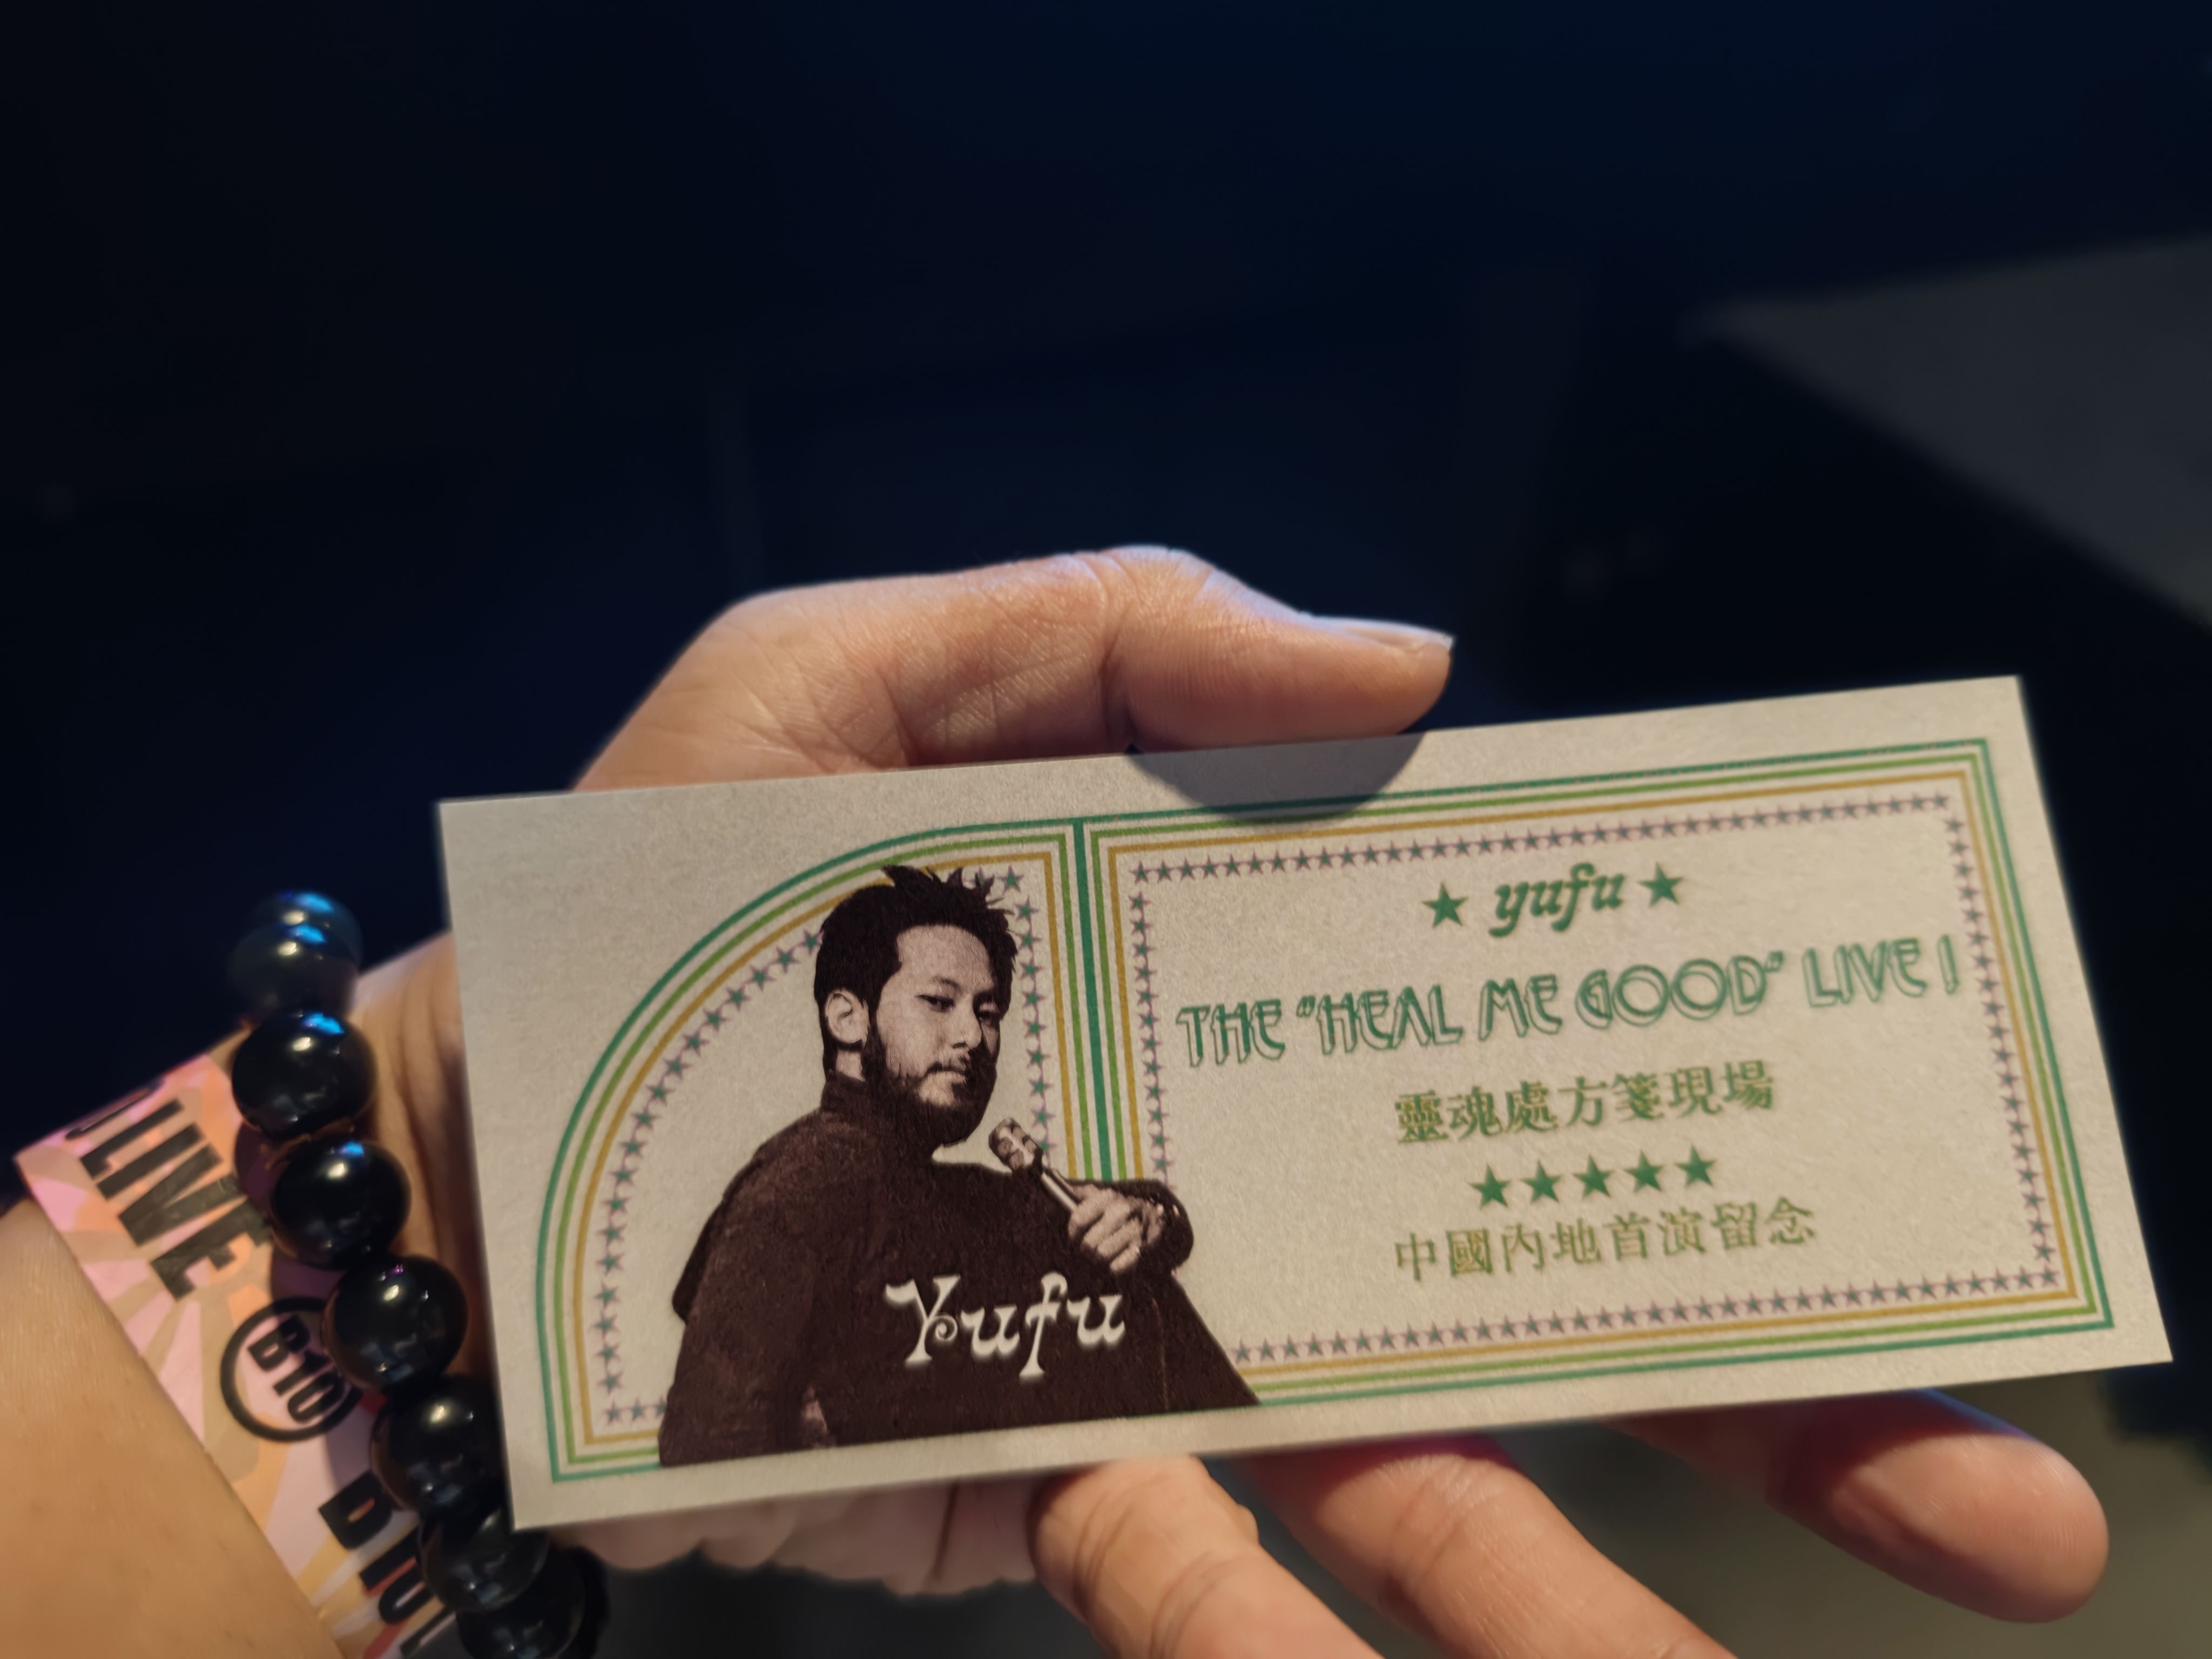 ★ yufu ★
THE "HEAL ME GOOD" LIVE !
靈魂處方箋現場
★★★★★
中國內地首演留念
Yufu
LIVE
B10